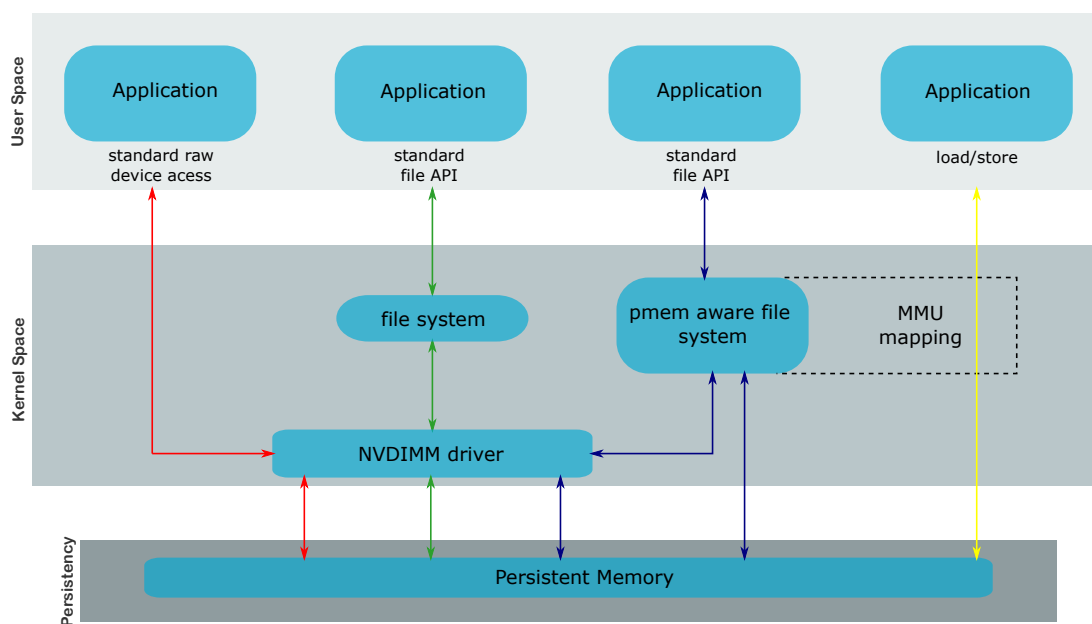 User Space
Application
Application
Application
Application
standard raw
device acess
standard
file API
standard
file API
load/store
Kernel Space
file system
pmem aware file
system
MMU
mapping
NVDIMM driver
Persistency
Persistent Memory